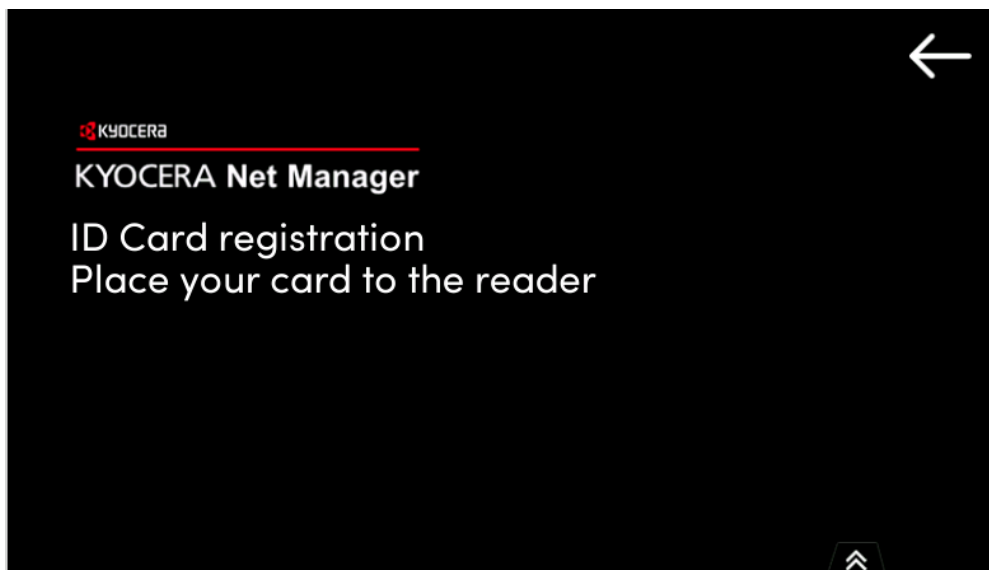 KYOCERA
KYOCERA Net Manager
ID Card registration
Place your card to the reader